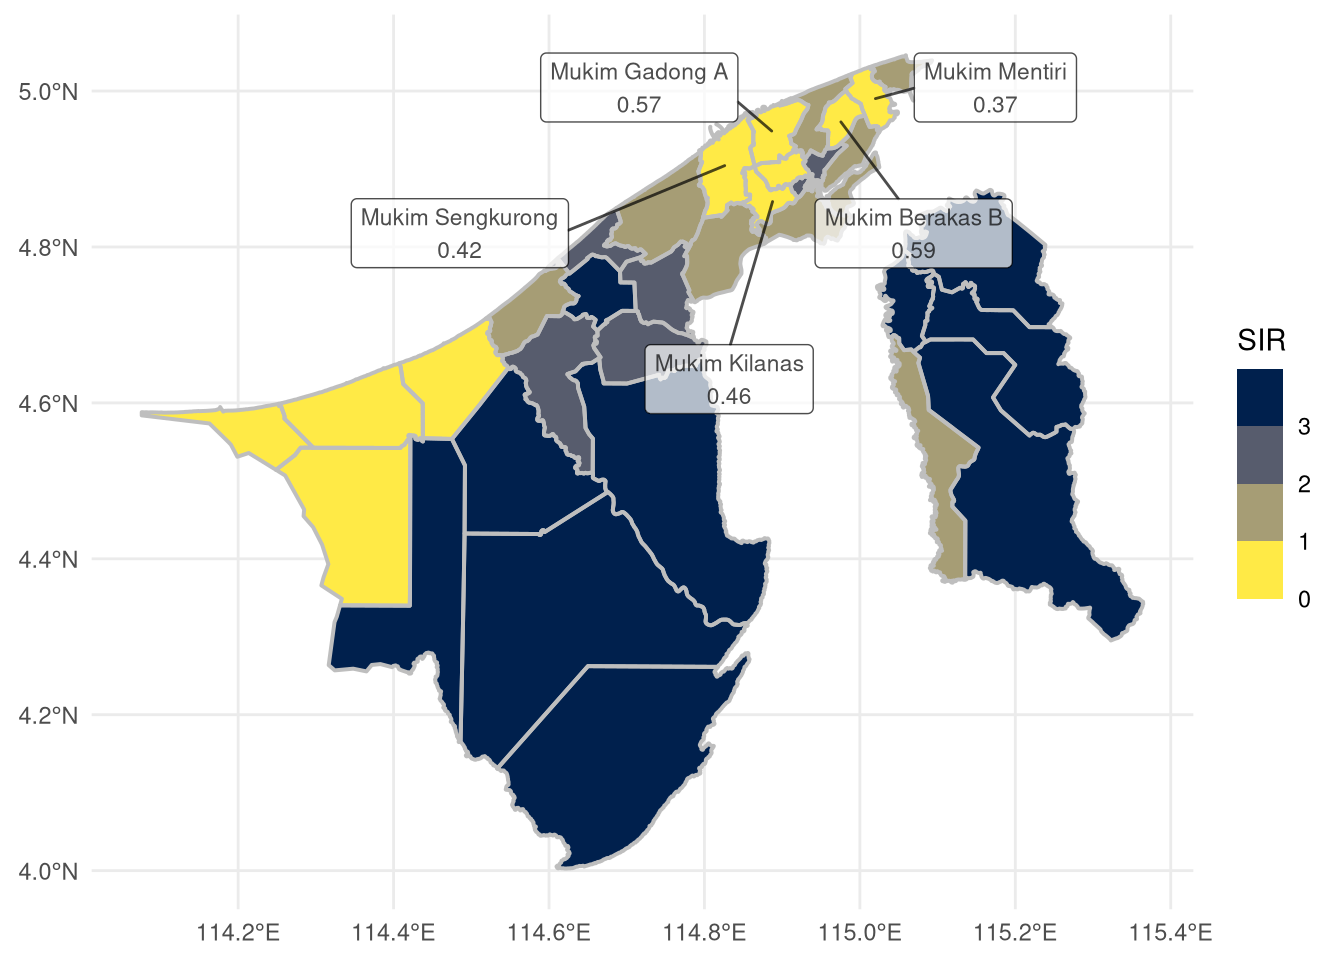 Mukim Gadong A
0.57
Mukim Mentiri
0.37
Mukim Sengkurong
0.42
Mukim Berakas B
0.59
Mukim Kilanas
0.46
5.0°N
4.8°N
4.6°N
4.4°N
4.2°N
4.0°N
114.2°E
114.4°E
114.6°E
114.8°E
115.0°E
115.2°E
115.4°E
SIR
3
2
1
0